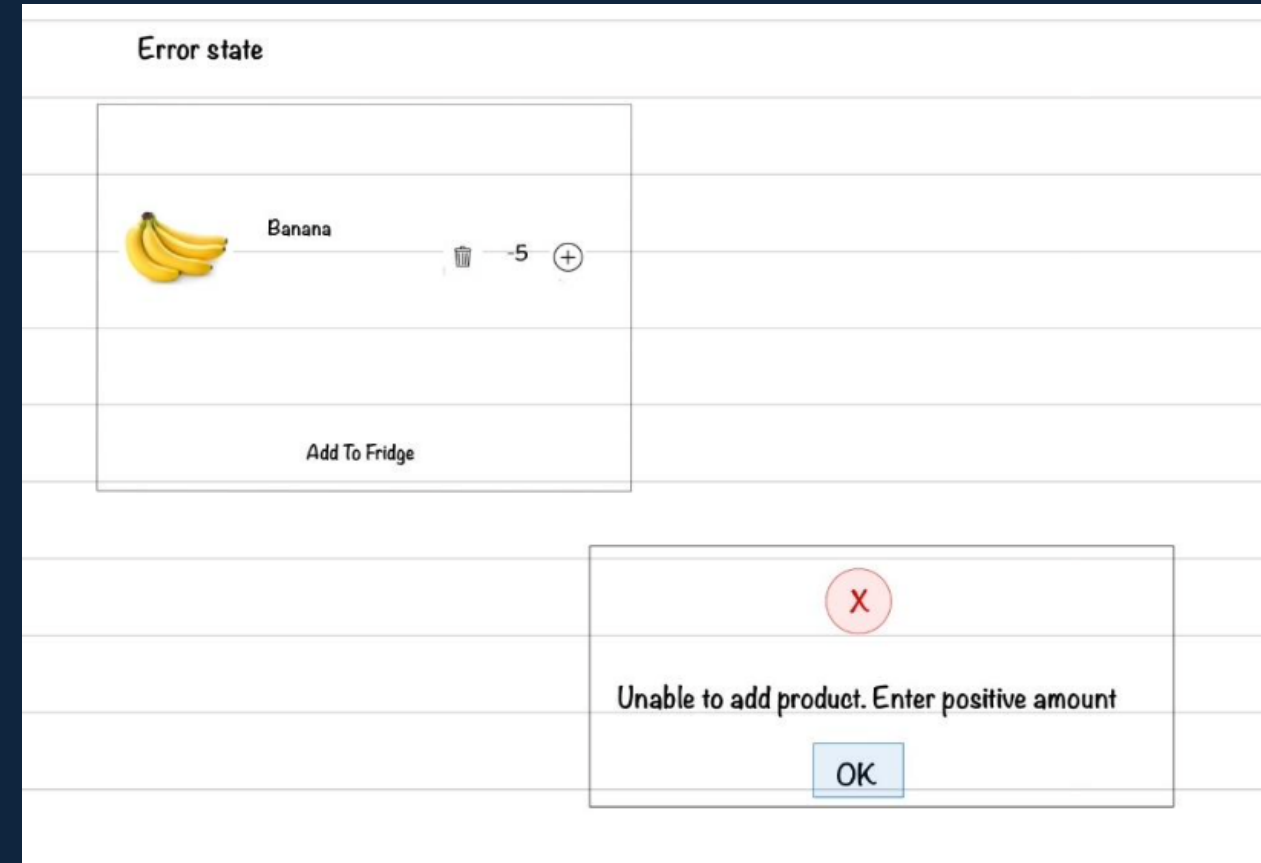 Error state
Banana
-5
Add To Fridge
X
Unable to add product. Enter positive amount
OK